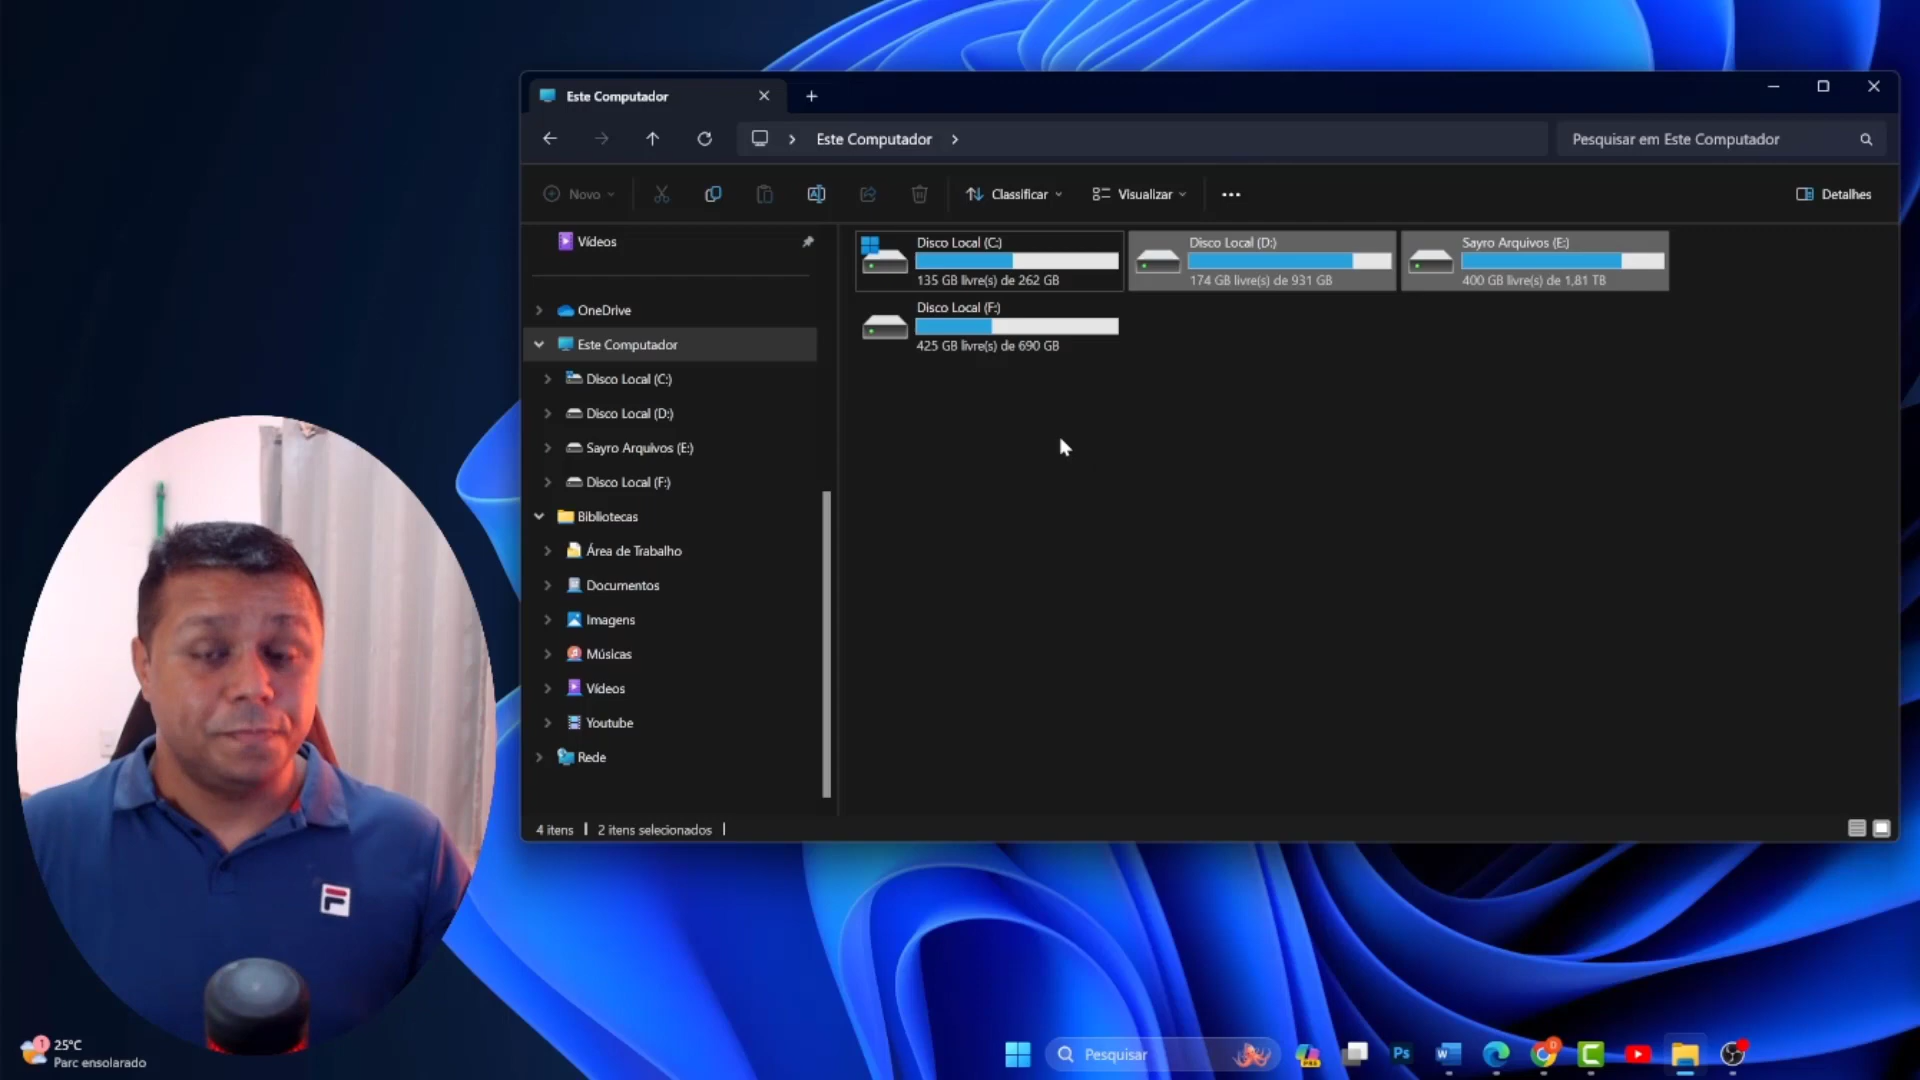 Este Computador
Este Computador
Pesquisar em Este Computador
Novo
Classificar
Visualizar
Detalhes
Vídeos
OneDrive
Este Computador
Disco Local (C:)
Disco Local (D:)
Sayro Arquivos (E:)
Disco Local (F:)
Bibliotecas
Área de Trabalho
Documentos
Imagens
Músicas
Vídeos
Youtube
Rede
Disco Local (C:)
135 GB livre(s) de 262 GB
Disco Local (D:)
174 GB livre(s) de 931 GB
Sayro Arquivos (E:)
400 GB livre(s) de 1,81 TB
Disco Local (F:)
425 GB livre(s) de 690 GB
4 itens
2 itens selecionados
F
1
25°C
Parc ensolarado
Pesquisar
PRE
Ps
W
D